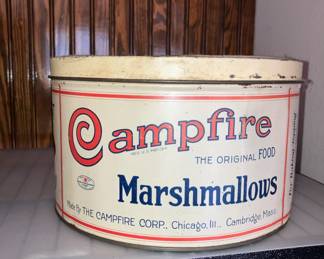 Campfire
THE ORIGINAL FOOD
Marshmallows
Made By THE CAMPFIRE CORP., Chicago, Ill., Cambridge, Mass.